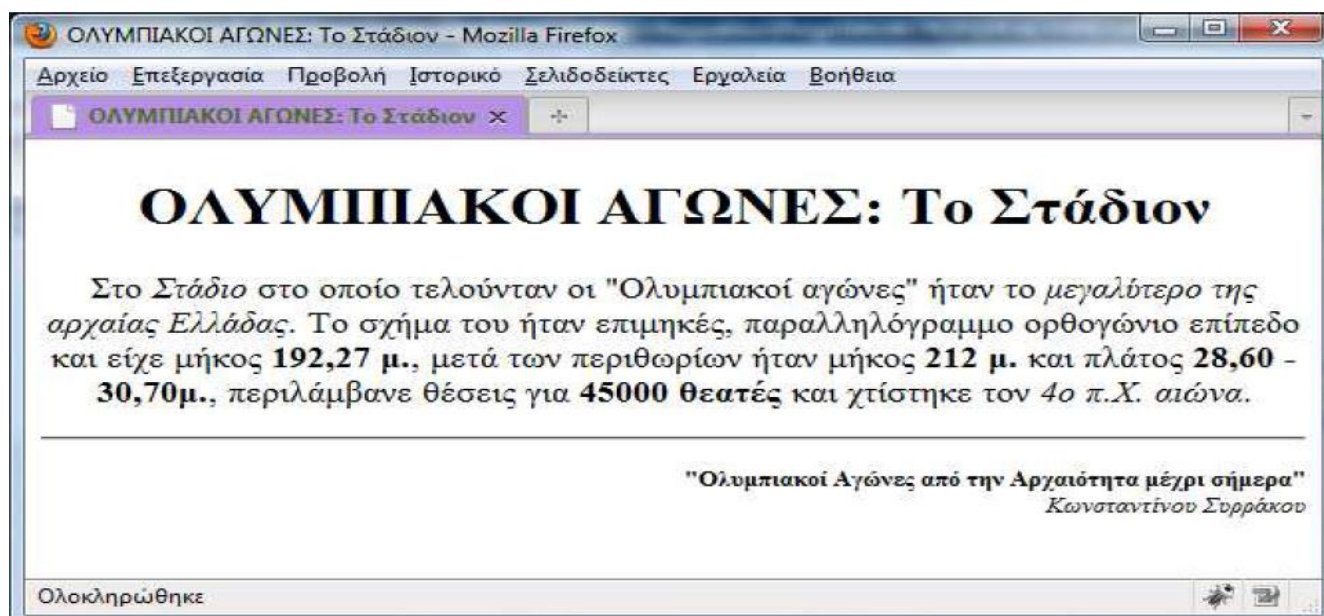 ΟΛΥΜΠΙΑΚΟΙ ΑΓΩΝΕΣ: Το Στάδιον - Mozilla Firefox
Αρχείο Επεξεργασία Προβολή Ιστορικό Σελιδοδείκτες Εργαλεία Βοήθεια
ΟΛΥΜΠΙΑΚΟΙ ΑΓΩΝΕΣ: Το Στάδιον
ΟΛΥΜΠΙΑΚΟΙ ΑΓΩΝΕΣ: Το Στάδιον
Στο Στάδιο στο οποίο τελούνταν οι "Ολυμπιακοί αγώνες" ήταν το μεγαλύτερο της
αρχαίας Ελλάδας. Το σχήμα του ήταν επιμηκές, παραλληλόγραμμο ορθογώνιο επίπεδο
και είχε μήκος 192,27 μ., μετά των περιθωρίων ήταν μήκος 212 μ. και πλάτος 28,60 -
30,70μ., περιλάμβανε θέσεις για 45000 θεατές και χτίστηκε τον 4ο π.Χ. αιώνα.
"Ολυμπιακοί Αγώνες από την Αρχαιότητα μέχρι σήμερα"
Κωνσταντίνου Συρράκου
Ολοκληρώθηκε